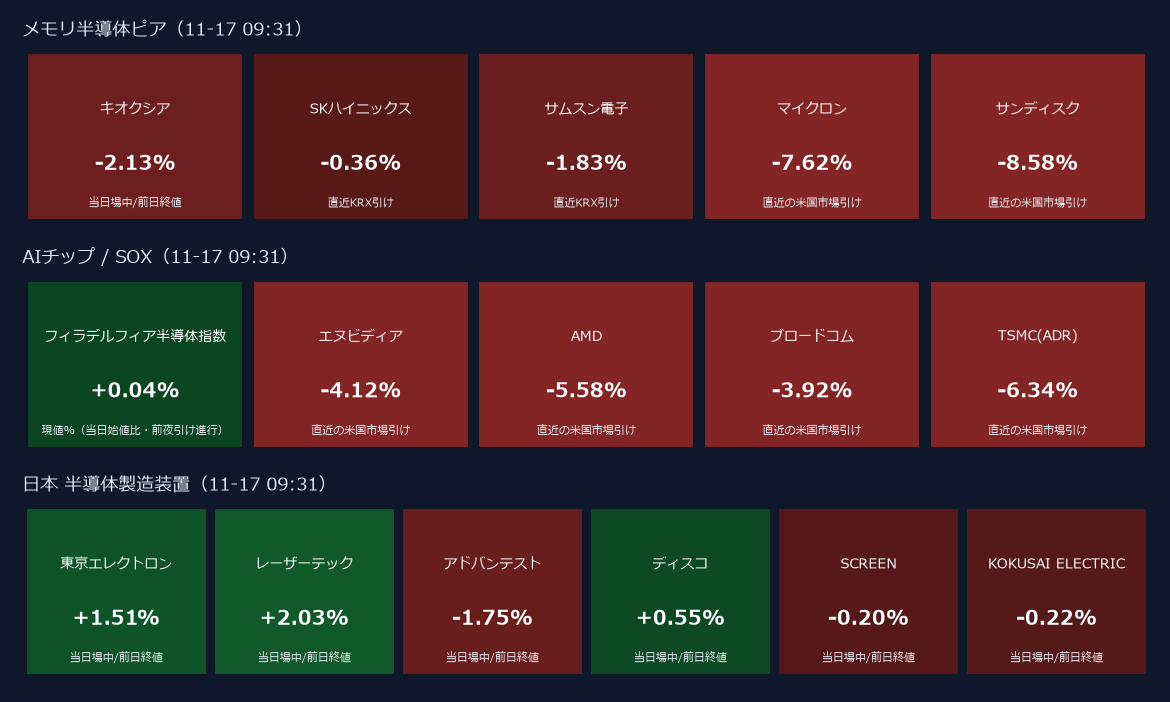 メモリ半導体ピア（11-17 09:31）
キオクシア
-2.13%
当日場中/前日終値
SKハイニックス
-0.36%
直近KRX引け
サムスン電子
-1.83%
直近KRX引け
マイクロン
-7.62%
直近の米国市場引け
サンディスク
-8.58%
直近の米国市場引け
AIチップ / SOX（11-17 09:31）
フィラデルフィア半導体指数
+0.04%
現値%（当日始値比・前夜引け進行）
エヌビディア
-4.12%
直近の米国市場引け
AMD
-5.58%
直近の米国市場引け
ブロードコム
-3.92%
直近の米国市場引け
TSMC(ADR)
-6.34%
直近の米国市場引け
日本 半導体製造装置（11-17 09:31）
東京エレクトロン
+1.51%
当日場中/前日終値
レーザーテック
+2.03%
当日場中/前日終値
アドバンテスト
-1.75%
当日場中/前日終値
ディスコ
+0.55%
当日場中/前日終値
SCREEN
-0.20%
当日場中/前日終値
KOKUSAI ELECTRIC
-0.22%
当日場中/前日終値